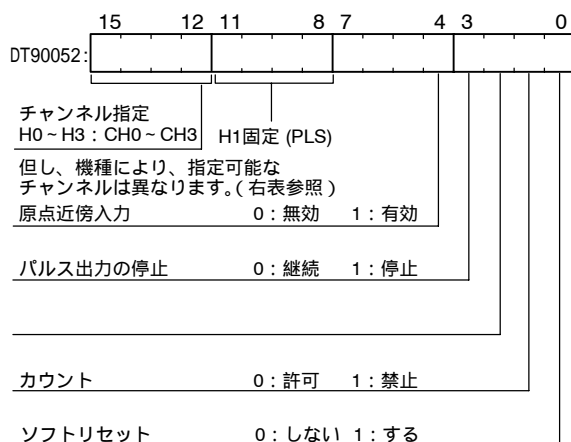 15 12 11 8 7 4 3 0
DT90052:
チャンネル指定
H0~H3：CH0~CH3 H1固定 (PLS)
但し、機種により、指定可能な
チャンネルは異なります。（右表参照）
原点近傍入力 0：無効 1：有効
パルス出力の停止 0：継続 1：停止
カウント 0：許可 1：禁止
ソフトリセット 0：しない 1：する